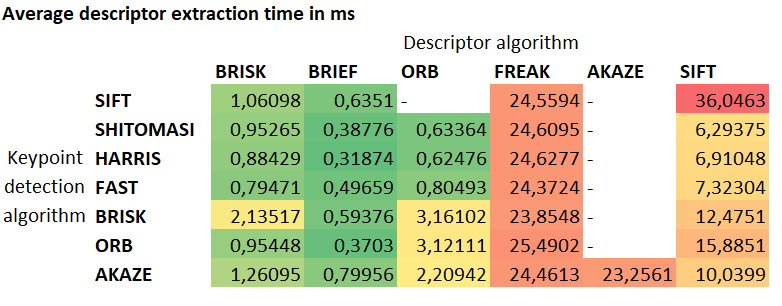 Average descriptor extraction time in ms
Descriptor algorithm
BRISK BRIEF ORB FREAK AKAZE SIFT
SIFT 1,06098 0,6351 - 24,5594 - 36,0463
SHITOMASI 0,95265 0,38776 0,63364 24,6095 - 6,29375
Keypoint HARRIS 0,88429 0,31874 0,62476 24,6277 - 6,91048
detection FAST 0,79471 0,49659 0,80493 24,3724 - 7,32304
algorithm BRISK 2,13517 0,59376 3,16102 23,8548 - 12,4751
ORB 0,95448 0,3703 3,12111 25,4902 - 15,8851
AKAZE 1,26095 0,79956 2,20942 24,4613 23,2561 10,0399